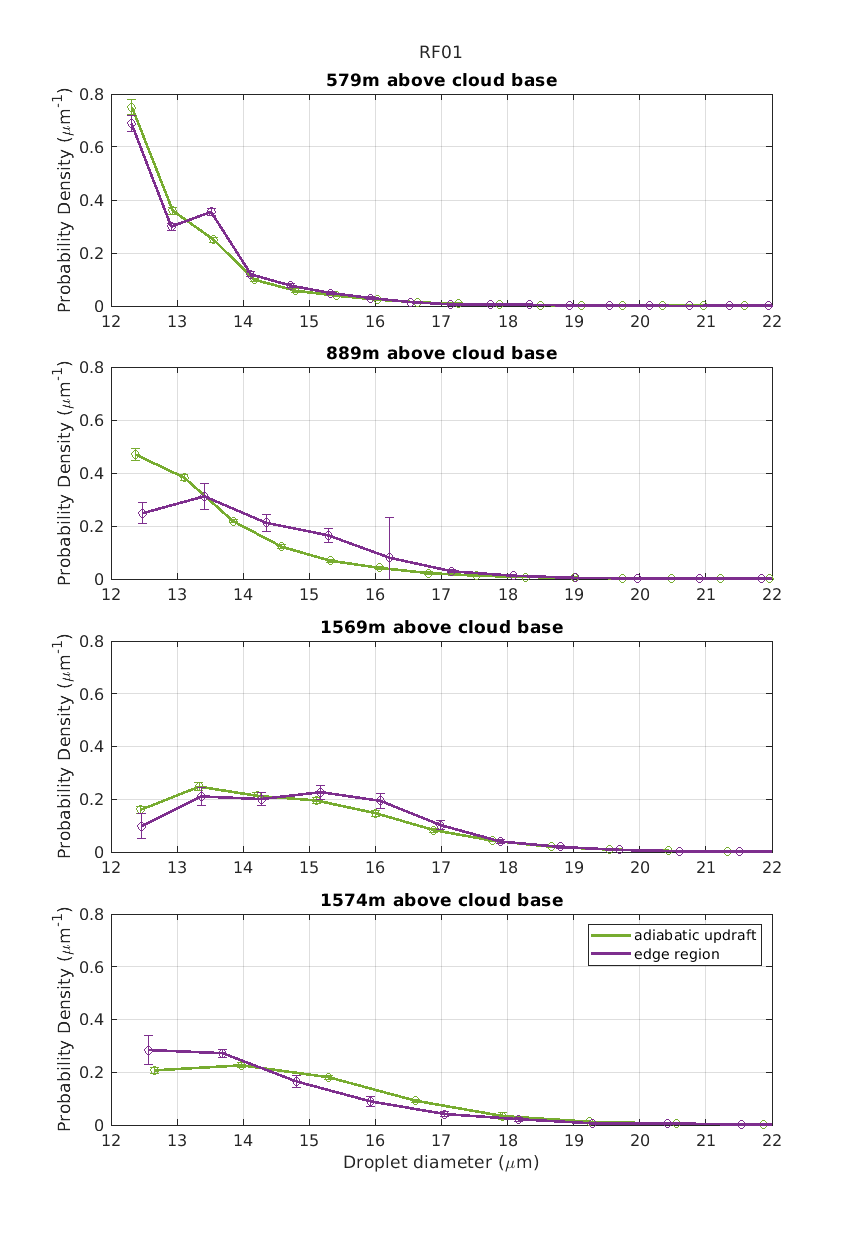 RF01
579m above cloud base
Probability Density (μm⁻¹)
0.8
0.6
0.4
0.2
0
12 13 14 15 16 17 18 19 20 21 22
889m above cloud base
Probability Density (μm⁻¹)
0.8
0.6
0.4
0.2
0
12 13 14 15 16 17 18 19 20 21 22
1569m above cloud base
Probability Density (μm⁻¹)
0.8
0.6
0.4
0.2
0
12 13 14 15 16 17 18 19 20 21 22
1574m above cloud base
Probability Density (μm⁻¹)
0.8
0.6
0.4
0.2
0
adiabatic updraft
edge region
12 13 14 15 16 17 18 19 20 21 22
Droplet diameter (μm)